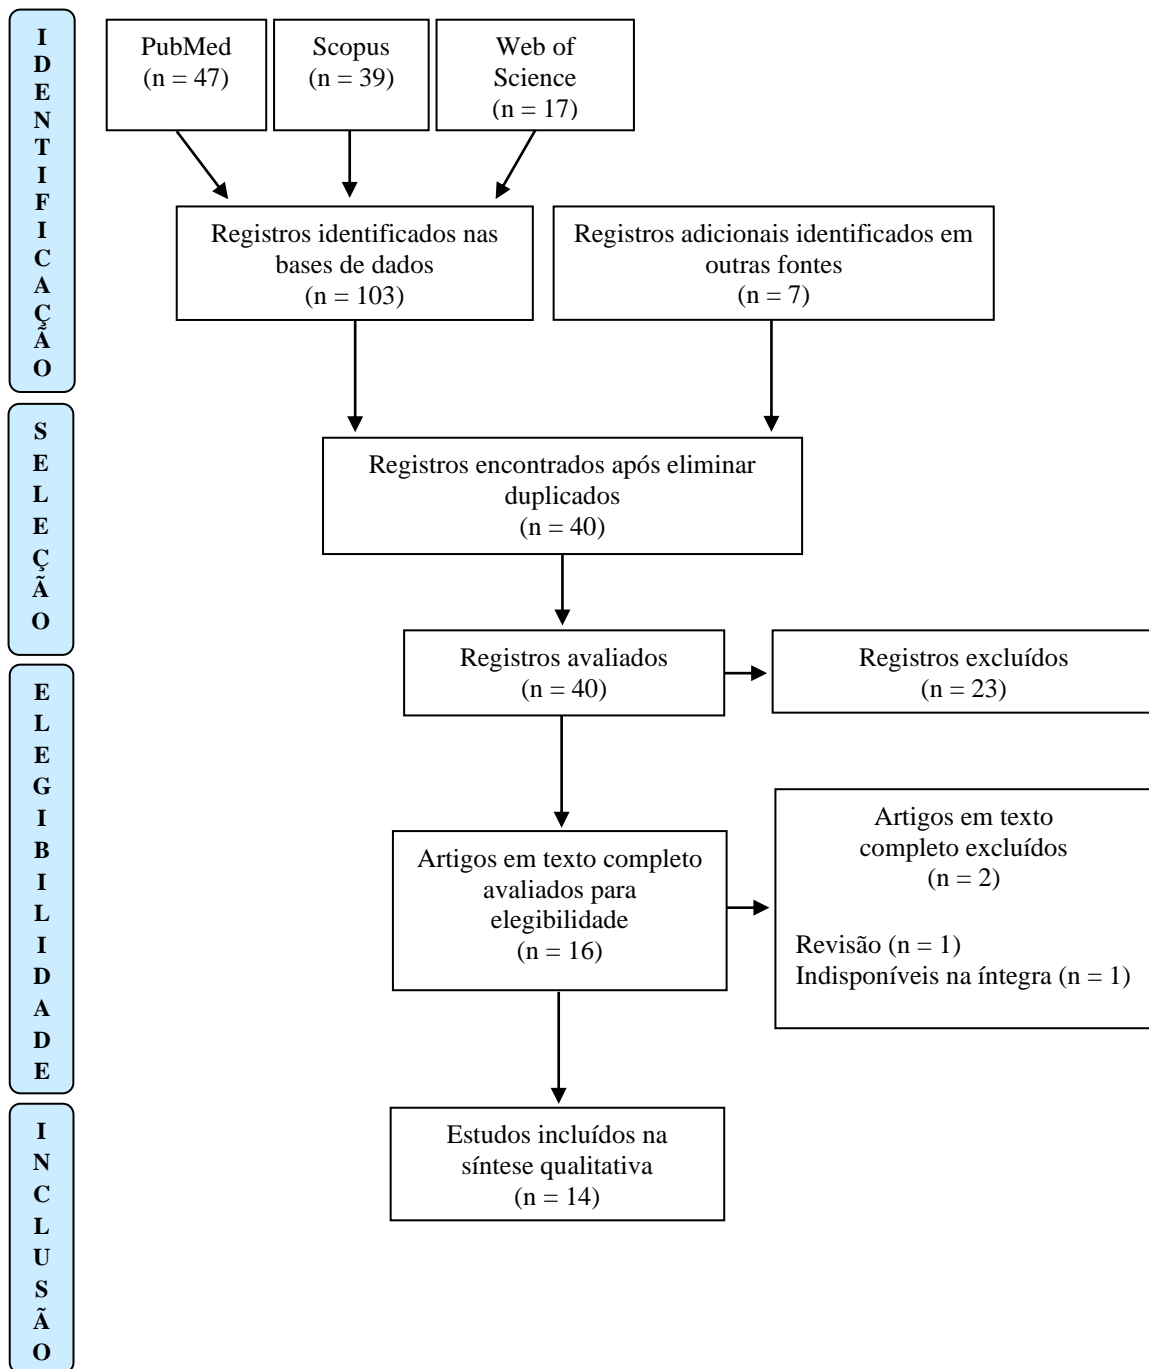 IDENTIFICAÇÃO
PubMed
(n = 47)
Scopus
(n = 39)
Web of
Science
(n = 17)
Registros identificados nas
bases de dados
(n = 103)
Registros adicionais identificados em
outras fontes
(n = 7)
SELEÇÃO
Registros encontrados após eliminar
duplicados
(n = 40)
Registros avaliados
(n = 40)
Registros excluídos
(n = 23)
ELEGIBILIDADE
Artigos em texto completo
avaliados para
elegibilidade
(n = 16)
Artigos em texto
completo excluídos
(n = 2)
Revisão (n = 1)
Indisponíveis na íntegra (n = 1)
INCLUSÃO
Estudos incluídos na
síntese qualitativa
(n = 14)